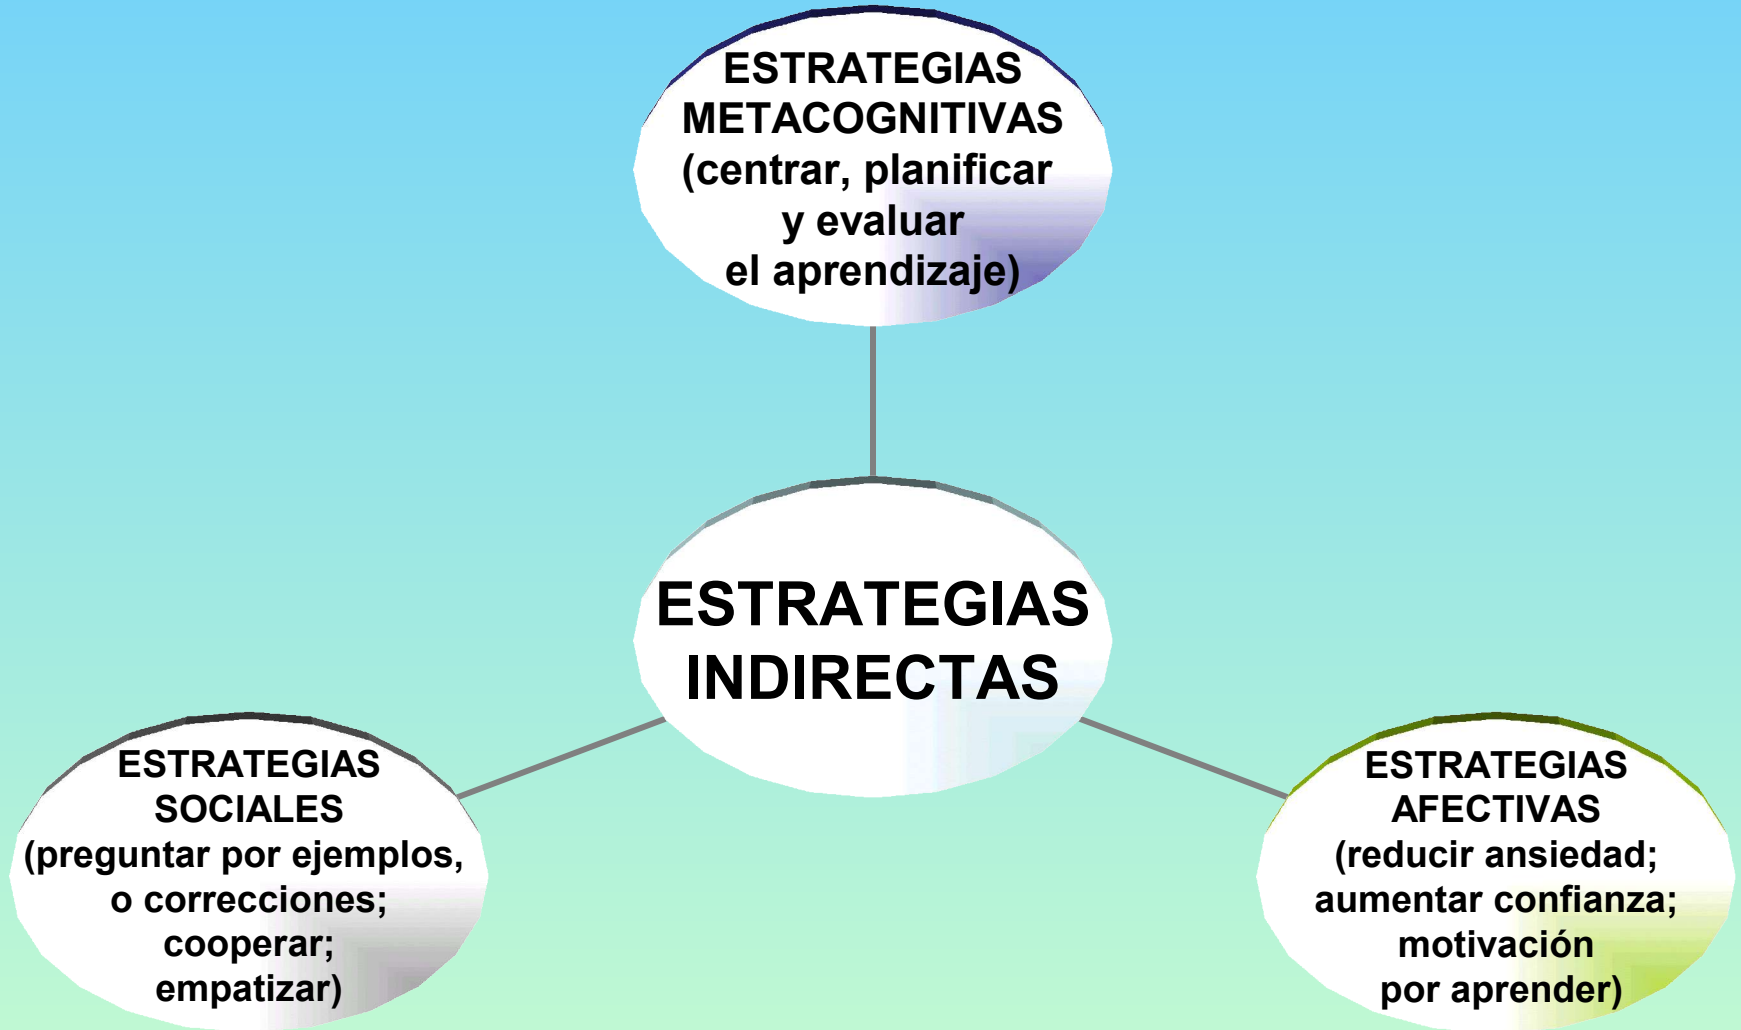 ESTRATEGIAS
METACOGNITIVAS
(centrar, planificar
y evaluar
el aprendizaje)
ESTRATEGIAS
INDIRECTAS
ESTRATEGIAS
SOCIALES
(preguntar por ejemplos,
o correcciones;
cooperar;
empatizar)
ESTRATEGIAS
AFECTIVAS
(reducir ansiedad;
aumentar confianza;
motivación
por aprender)